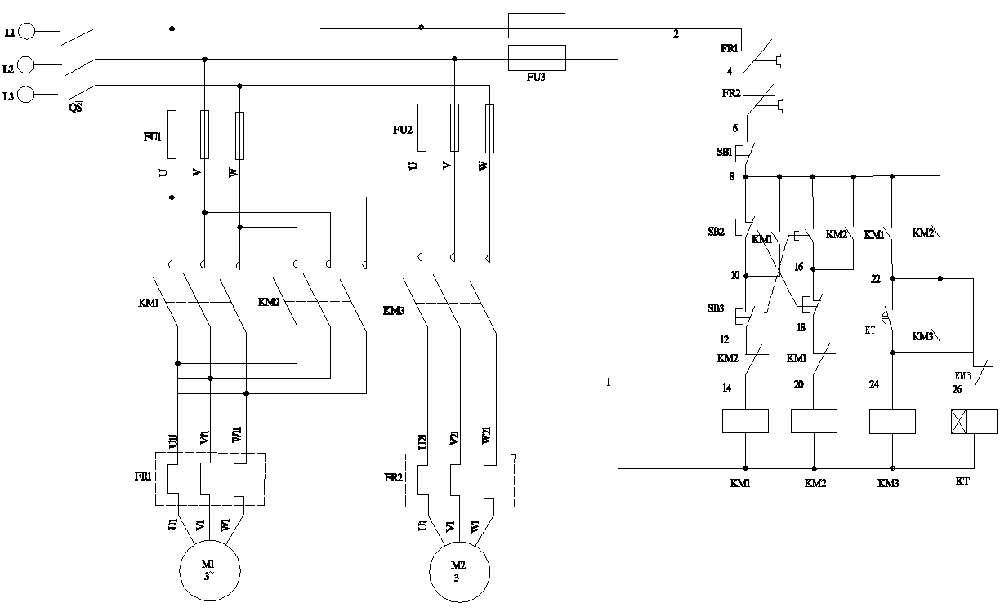 L1
L2
L3
QS
FU3
2
FR1
4
FR2
6
SB1
8
FU1
FU2
U
V
W
U
V
W
SB2
KM1
KM2
KM1
KM2
10
16
22
KM1
KM2
KM3
SB3
12
18
KT
KM3
KM2
KM1
KM3
14
20
24
26
1
U11
V11
W11
U21
V21
W21
FR1
FR2
KM1
KM2
KM3
KT
U1
V1
W1
U1
V1
W1
M1
3~
M2
3